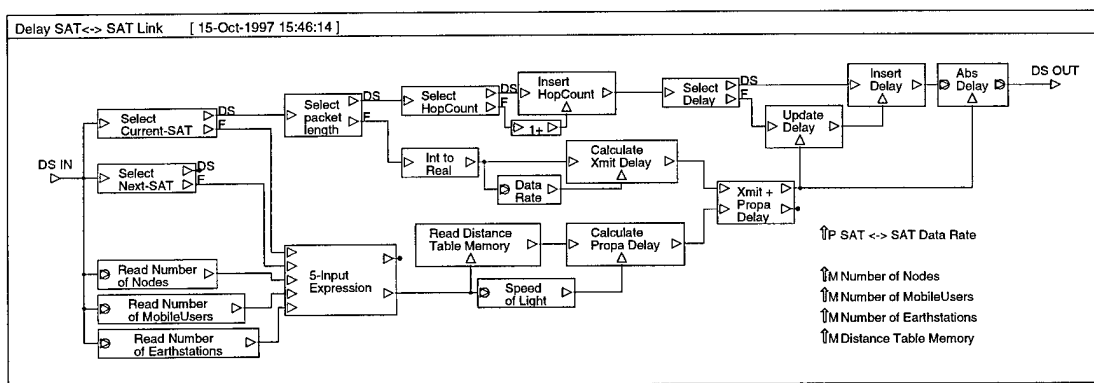 Delay SAT<-> SAT Link [ 15-Oct-1997 15:46:14 ]
DS IN
Select
Current-SAT
DS
F
Select
Next-SAT
DS
F
Read Number
of Nodes
Read Number
of MobileUsers
Read Number
of Earthstations
5-Input
Expression
Select
packet
length
DS
F
Select
HopCount
DS
F
1+
Insert
HopCount
Int to
Real
Data
Rate
Calculate
Xmit Delay
Read Distance
Table Memory
Speed
of Light
Calculate
Propa Delay
Select
Delay
DS
F
Xmit +
Propa
Delay
Update
Delay
Insert
Delay
Abs
Delay
DS OUT
⇑P SAT <-> SAT Data Rate
⇑M Number of Nodes
⇑M Number of MobileUsers
⇑M Number of Earthstations
⇑M Distance Table Memory